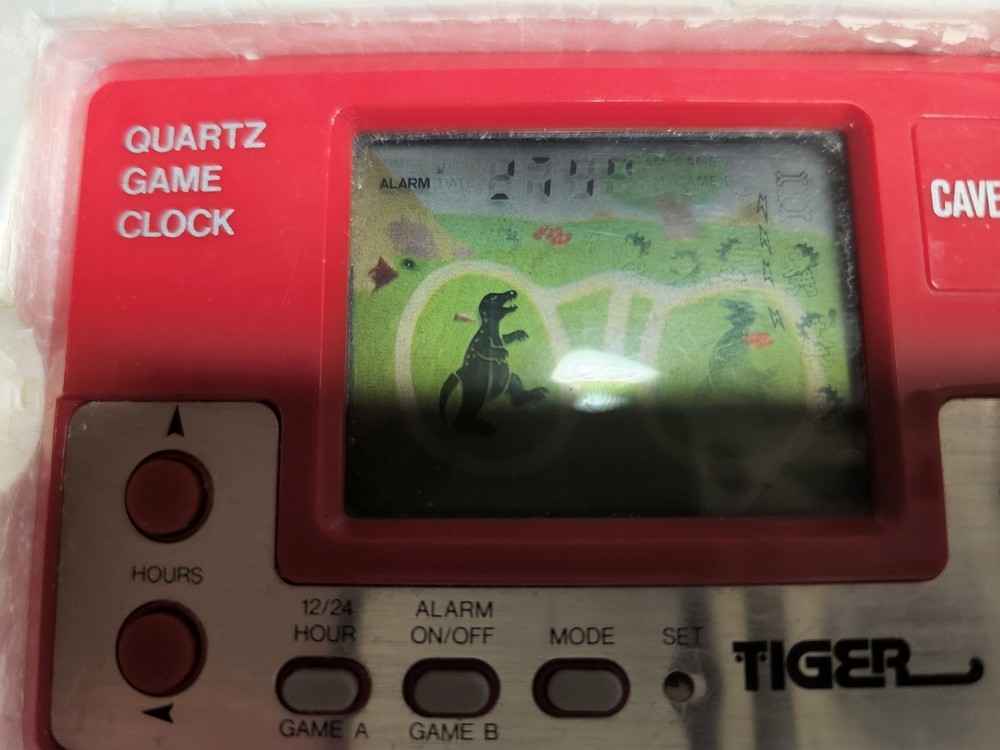 QUARTZ
GAME
CLOCK
ALARM
CAVE
HOURS
12/24
HOUR
GAME A
ALARM
ON/OFF
GAME B
MODE
SET
TIGER